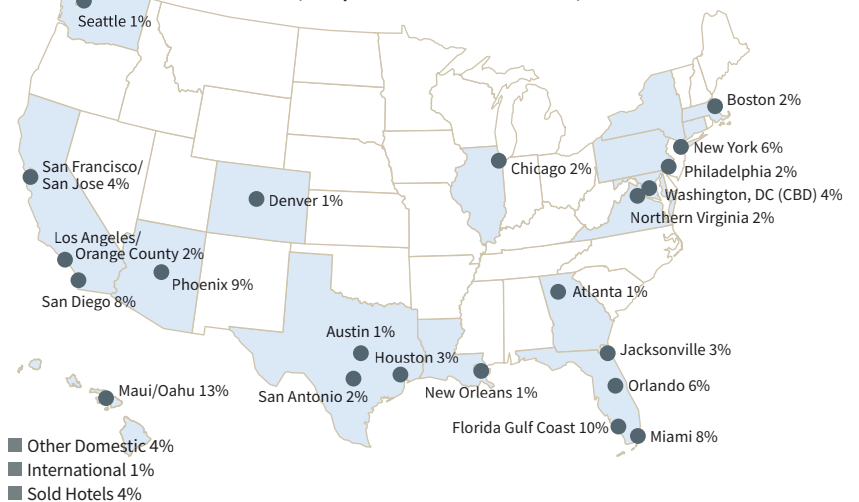 Seattle 1%
Boston 2%
New York 6%
Chicago 2%
Philadelphia 2%
San Francisco/
San Jose 4%
Washington, DC (CBD) 4%
Denver 1%
Northern Virginia 2%
Los Angeles/
Orange County 2%
Phoenix 9%
San Diego 8%
Atlanta 1%
Austin 1%
Jacksonville 3%
Houston 3%
Orlando 6%
Maui/Oahu 13%
San Antonio 2%
New Orleans 1%
Florida Gulf Coast 10%
Miami 8%
Other Domestic 4%
International 1%
Sold Hotels 4%